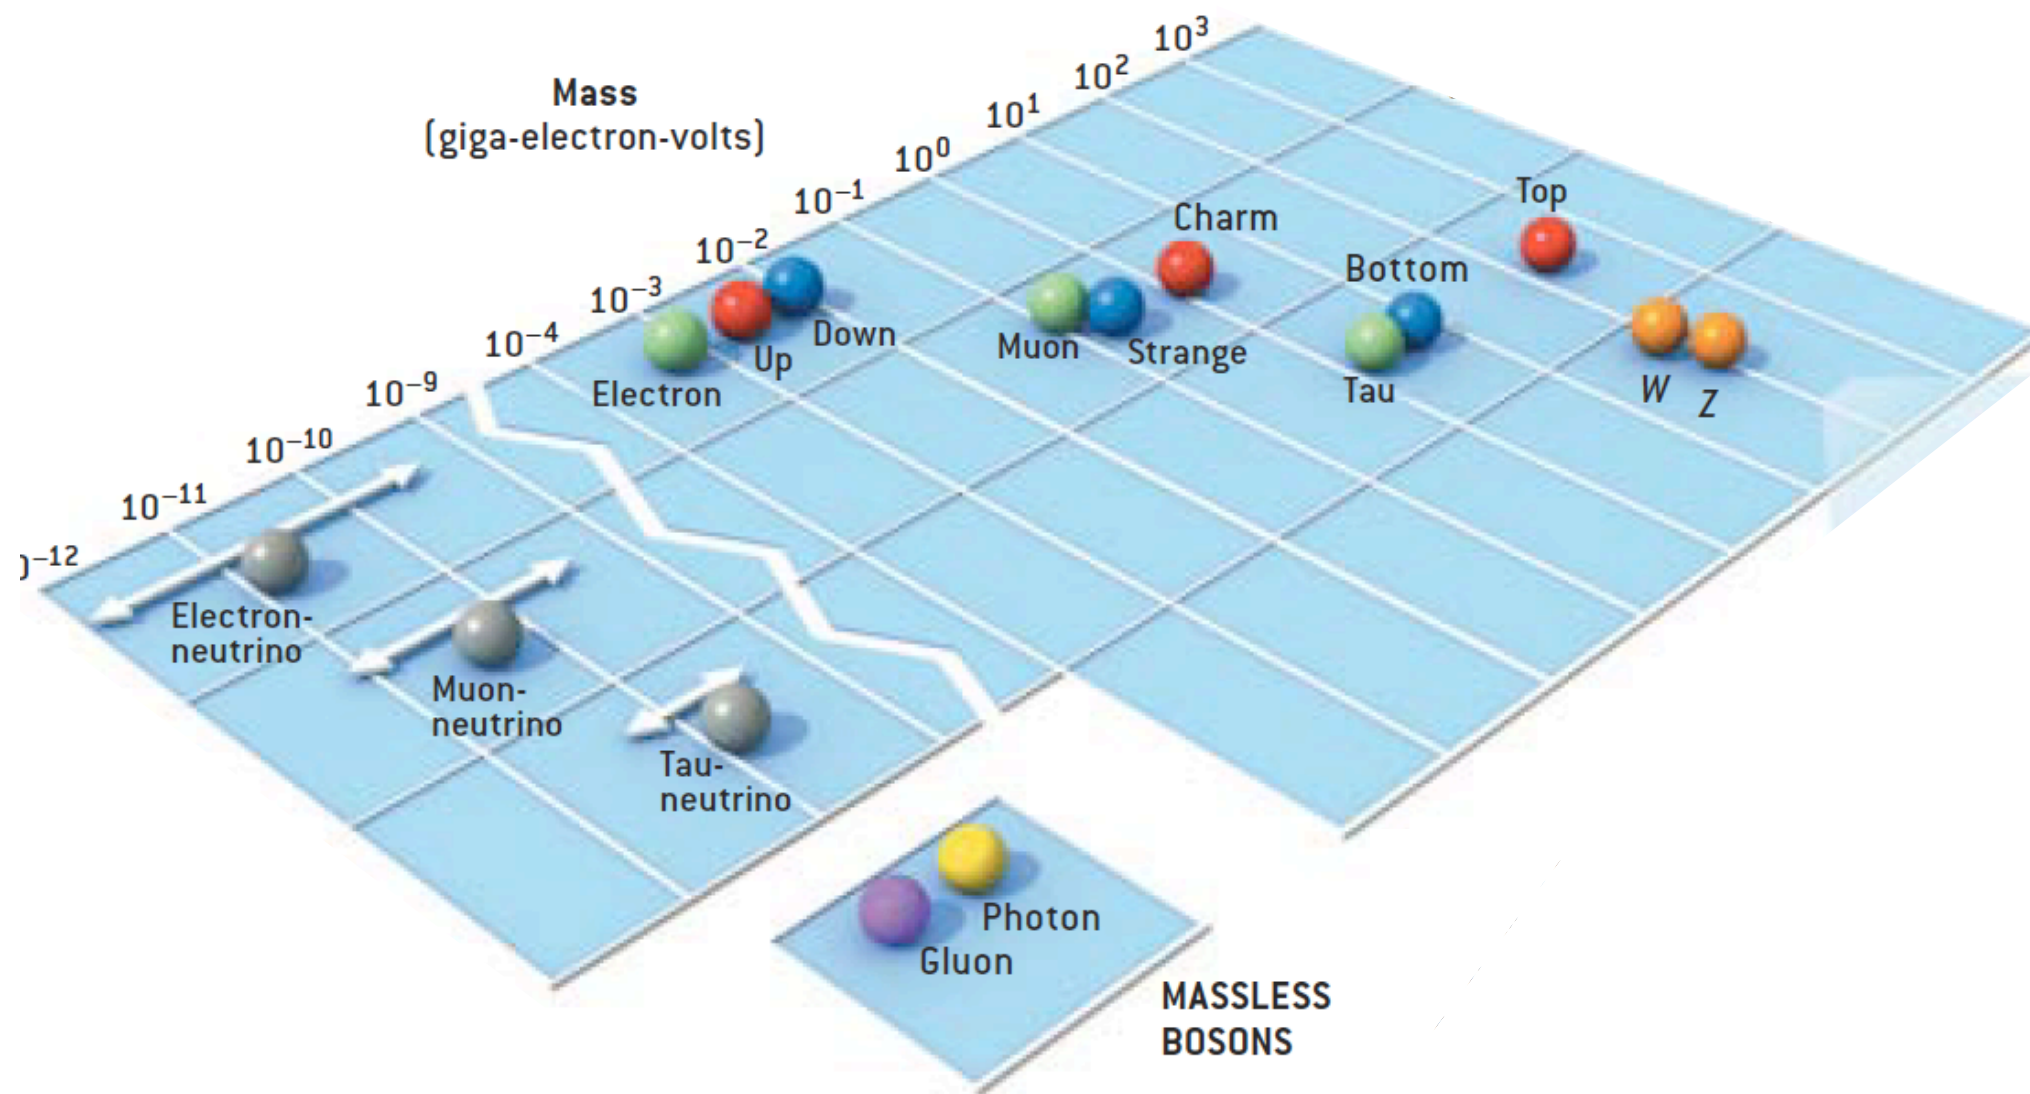 Mass
(giga-electron-volts)
10³
10²
10¹
10⁰
10⁻¹
10⁻²
10⁻³
10⁻⁴
10⁻⁹
10⁻¹⁰
10⁻¹¹
0⁻¹²
Top
Charm
Bottom
Down
Up
Electron
Muon
Strange
Tau
W
Z
Electron-
neutrino
Muon-
neutrino
Tau-
neutrino
Photon
Gluon
MASSLESS
BOSONS